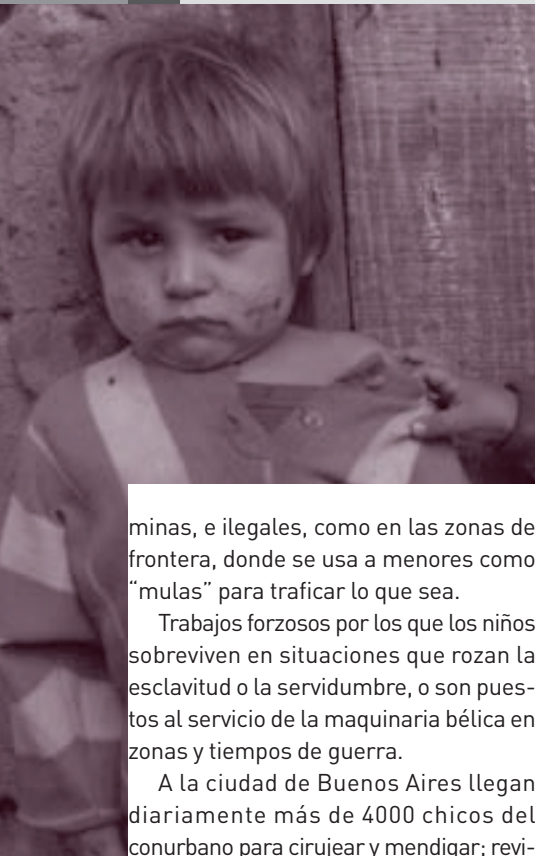 minas, e ilegales, como en las zonas de
frontera, donde se usa a menores como
“mulas” para traficar lo que sea.
Trabajos forzosos por los que los niños
sobreviven en situaciones que rozan la
esclavitud o la servidumbre, o son pues-
tos al servicio de la maquinaria bélica en
zonas y tiempos de guerra.
A la ciudad de Buenos Aires llegan
diariamente más de 4000 chicos del
conurbano para cirujear y mendigar; revi-